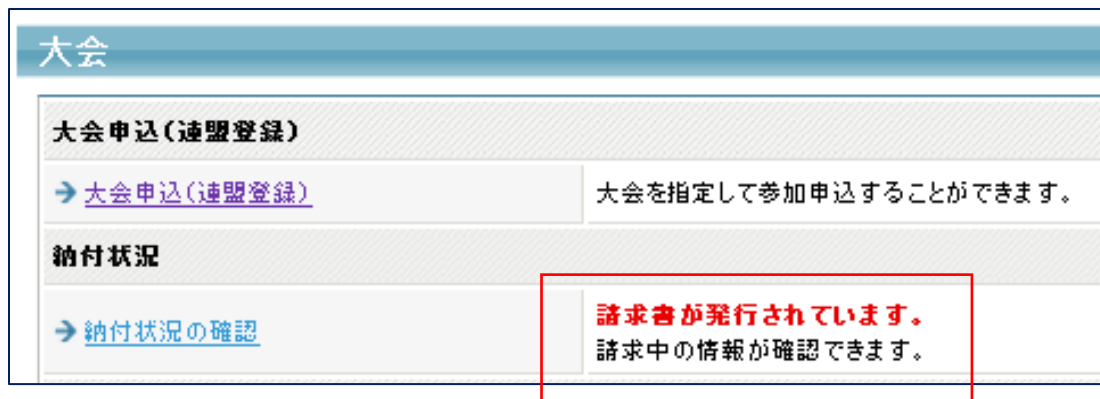 大会
大会申込(連盟登録)
大会申込(連盟登録)
大会を指定して参加申込することができます。
納付状況
納付状況の確認
請求書が発行されています。
請求中の情報が確認できます。